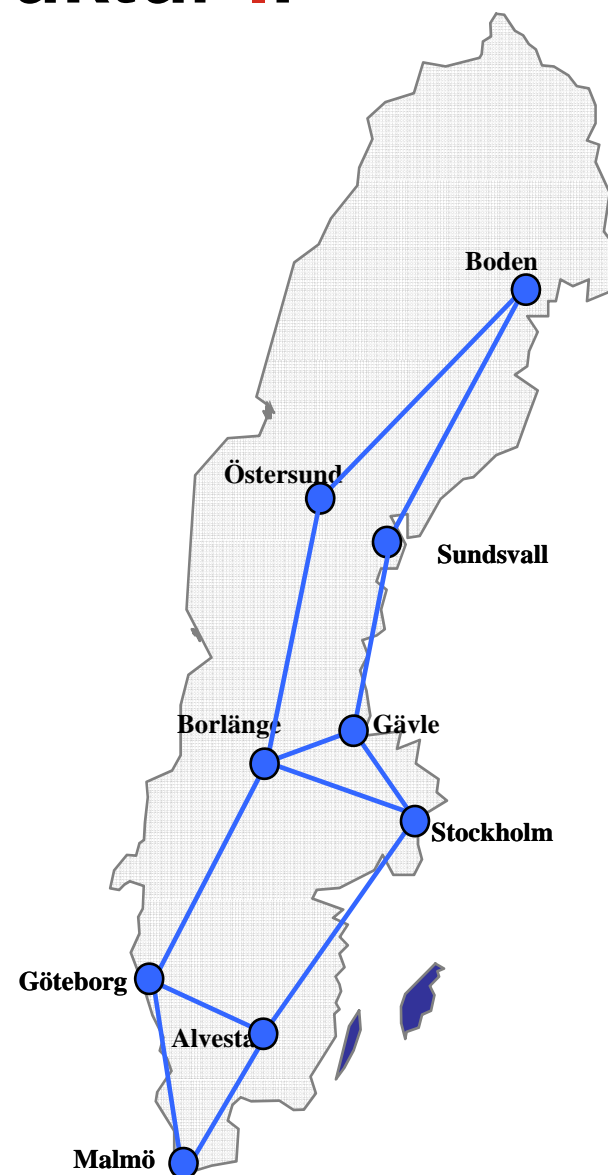 Boden
Östersund
Sundsvall
Borlänge
Gävle
Stockholm
Göteborg
Alvesta
Malmö